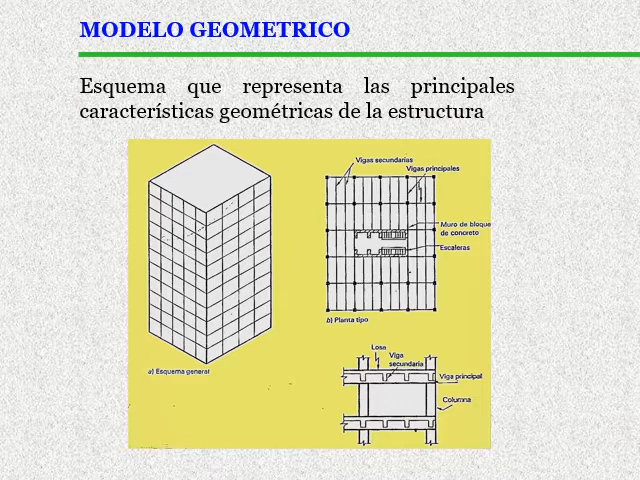 MODELO GEOMETRICO
Esquema que representa las principales
características geométricas de la estructura
Vigas secundarias
Vigas principales
Muro de bloque
de concreto
Escaleras
b) Planta tipo
a) Esquema general
Losa
Viga
secundaria
Viga principal
Columna